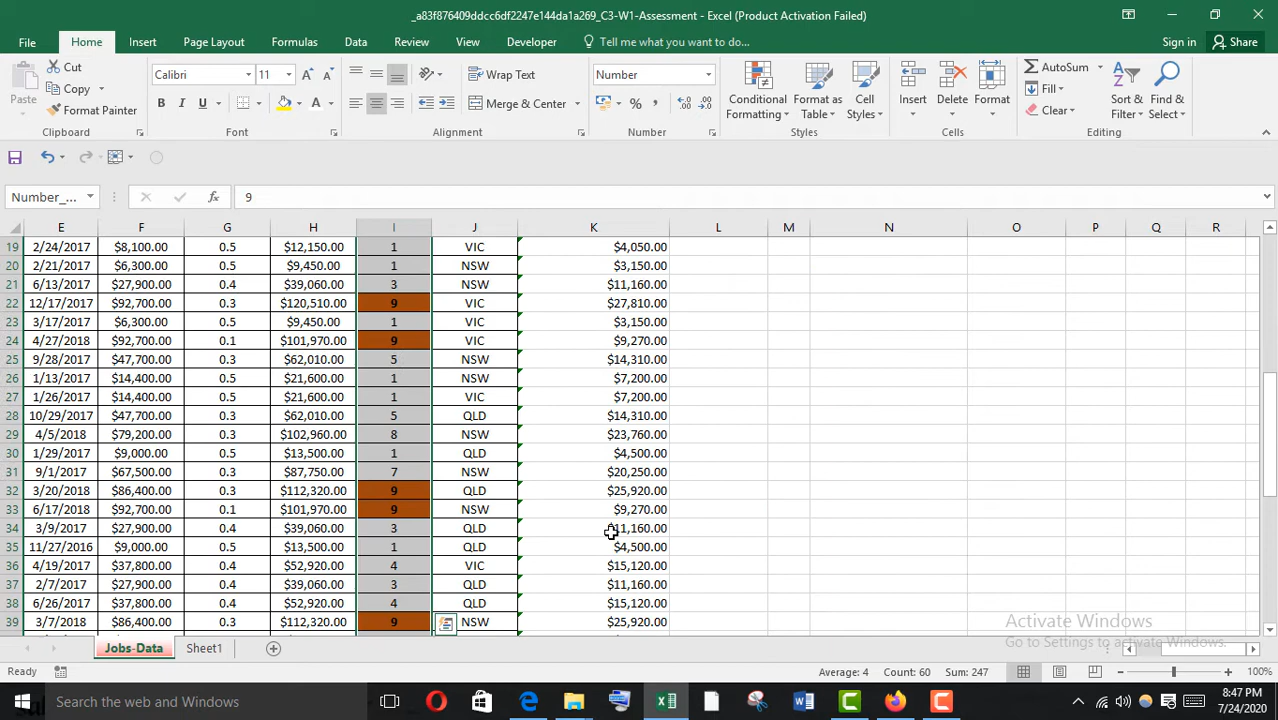 _a83f876409ddcc6df2247e144da1a269_C3-W1-Assessment - Excel (Product Activation Failed)
File Home Insert Page Layout Formulas Data Review View Developer Tell me what you want to do... Sign in Share
Paste Cut Copy Format Painter Clipboard
Calibri 11 B I U A Font
Wrap Text Merge & Center Alignment
Number % , Number
Conditional Formatting Format as Table Cell Styles Styles
Insert Delete Format Cells
AutoSum Fill Clear Sort & Filter Find & Select Editing
Number_... fx 9
E F G H I J K L M N O P Q R
19 2/24/2017 $8,100.00 0.5 $12,150.00 1 VIC $4,050.00
20 2/21/2017 $6,300.00 0.5 $9,450.00 1 NSW $3,150.00
21 6/13/2017 $27,900.00 0.4 $39,060.00 3 NSW $11,160.00
22 12/17/2017 $92,700.00 0.3 $120,510.00 9 VIC $27,810.00
23 3/17/2017 $6,300.00 0.5 $9,450.00 1 VIC $3,150.00
24 4/27/2018 $92,700.00 0.1 $101,970.00 9 VIC $9,270.00
25 9/28/2017 $47,700.00 0.3 $62,010.00 5 NSW $14,310.00
26 1/13/2017 $14,400.00 0.5 $21,600.00 1 NSW $7,200.00
27 1/26/2017 $14,400.00 0.5 $21,600.00 1 VIC $7,200.00
28 10/29/2017 $47,700.00 0.3 $62,010.00 5 QLD $14,310.00
29 4/5/2018 $79,200.00 0.3 $102,960.00 8 NSW $23,760.00
30 1/29/2017 $9,000.00 0.5 $13,500.00 1 QLD $4,500.00
31 9/1/2017 $67,500.00 0.3 $87,750.00 7 NSW $20,250.00
32 3/20/2018 $86,400.00 0.3 $112,320.00 9 QLD $25,920.00
33 6/17/2018 $92,700.00 0.1 $101,970.00 9 NSW $9,270.00
34 3/9/2017 $27,900.00 0.4 $39,060.00 3 QLD $11,160.00
35 11/27/2016 $9,000.00 0.5 $13,500.00 1 QLD $4,500.00
36 4/19/2017 $37,800.00 0.4 $52,920.00 4 VIC $15,120.00
37 2/7/2017 $27,900.00 0.4 $39,060.00 3 QLD $11,160.00
38 6/26/2017 $37,800.00 0.4 $52,920.00 4 QLD $15,120.00
39 3/7/2018 $86,400.00 0.3 $112,320.00 9 NSW $25,920.00
Activate Windows
Go to Settings to activate Windows.
Jobs-Data Sheet1
Ready Average: 4 Count: 60 Sum: 247 100%
Search the web and Windows
8:47 PM
7/24/2020